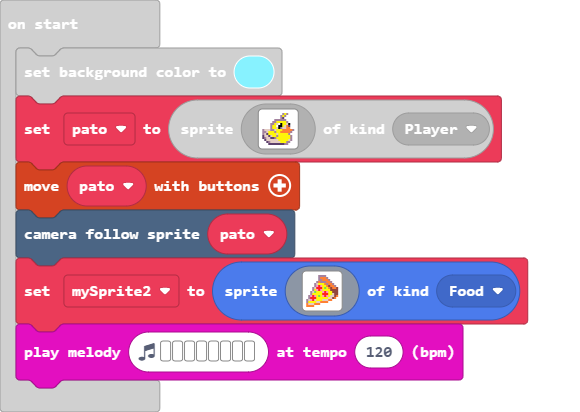 on start
set background color to
set pato to sprite of kind Player
move pato with buttons
camera follow sprite pato
set mySprite2 to sprite of kind Food
play melody at tempo 120 (bpm)